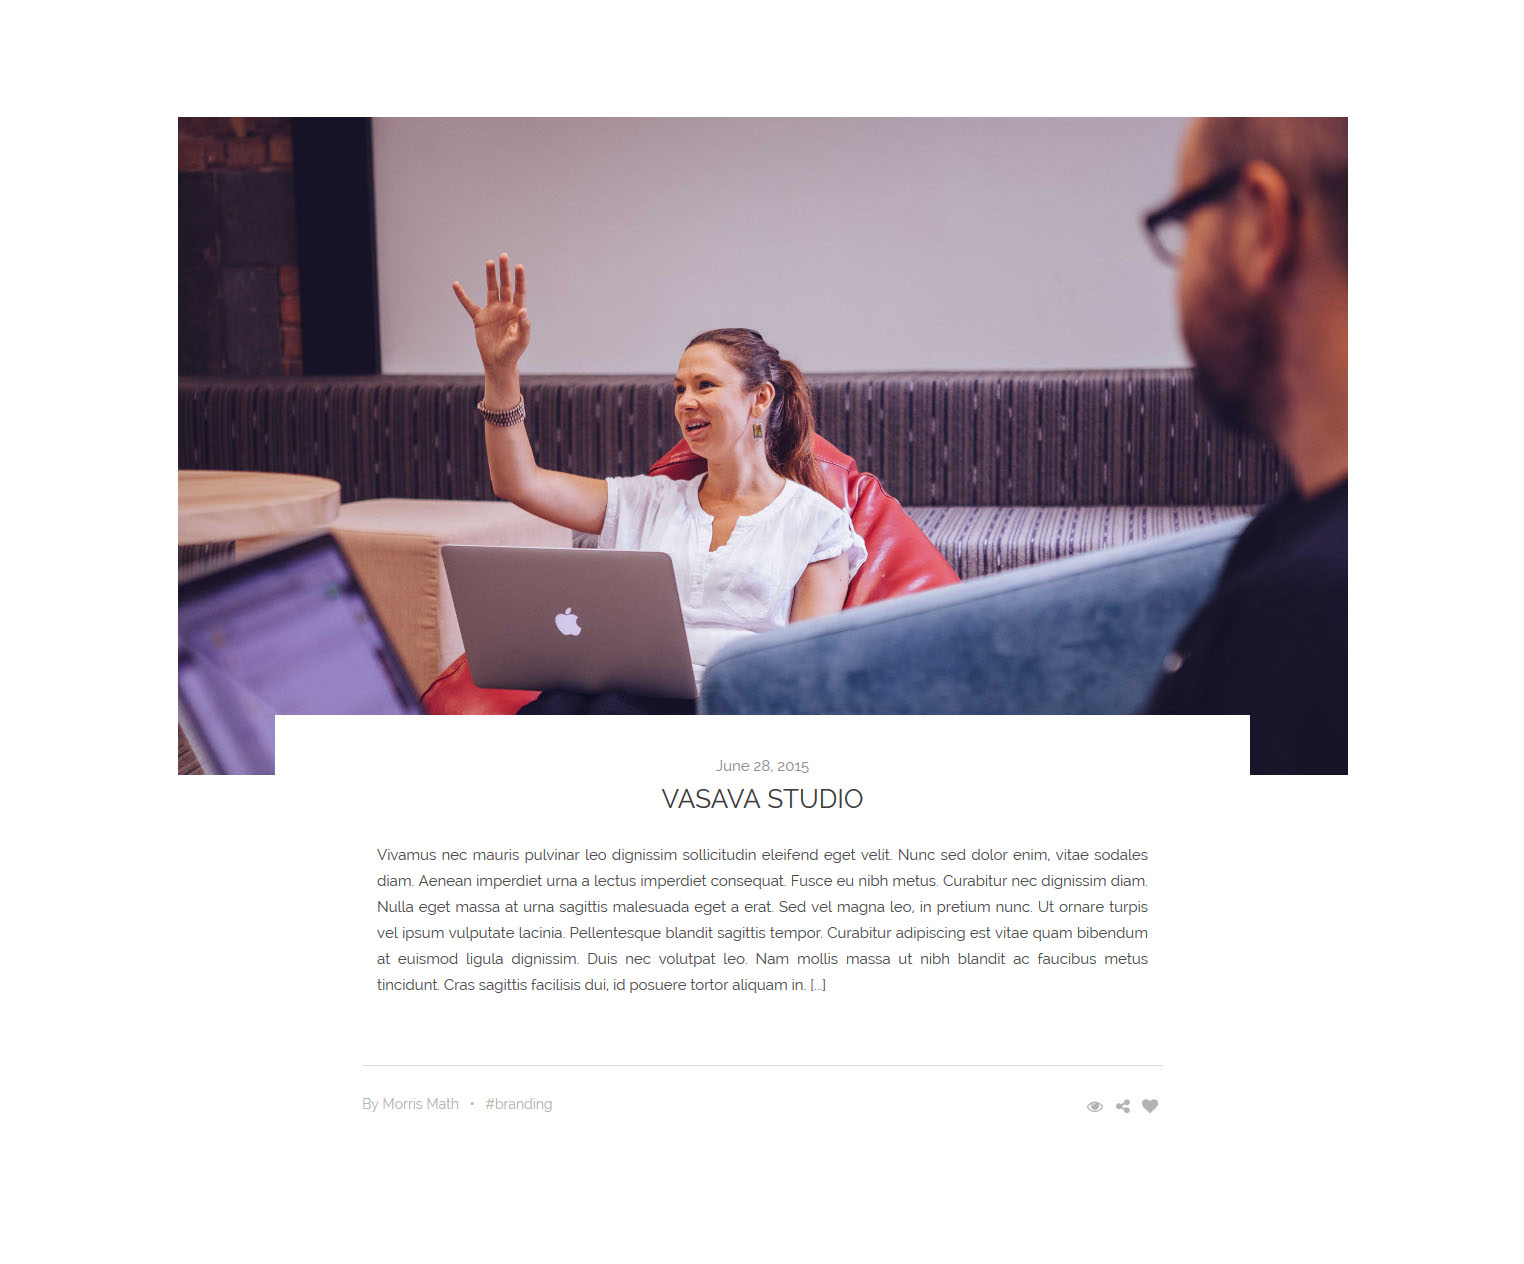 June 28, 2015
VASAVA STUDIO
Vivamus nec mauris pulvinar leo dignissim sollicitudin eleifend eget velit. Nunc sed dolor enim, vitae sodales
diam. Aenean imperdiet urna a lectus imperdiet consequat. Fusce eu nibh metus. Curabitur nec dignissim diam.
Nulla eget massa at urna sagittis malesuada eget a erat. Sed vel magna leo, in pretium nunc. Ut ornare turpis
vel ipsum vulputate lacinia. Pellentesque blandit sagittis tempor. Curabitur adipiscing est vitae quam bibendum
at euismod ligula dignissim. Duis nec volutpat leo. Nam mollis massa ut nibh blandit ac faucibus metus
tincidunt. Cras sagittis facilisis dui, id posuere tortor aliquam in. [...]
By Morris Math • #branding